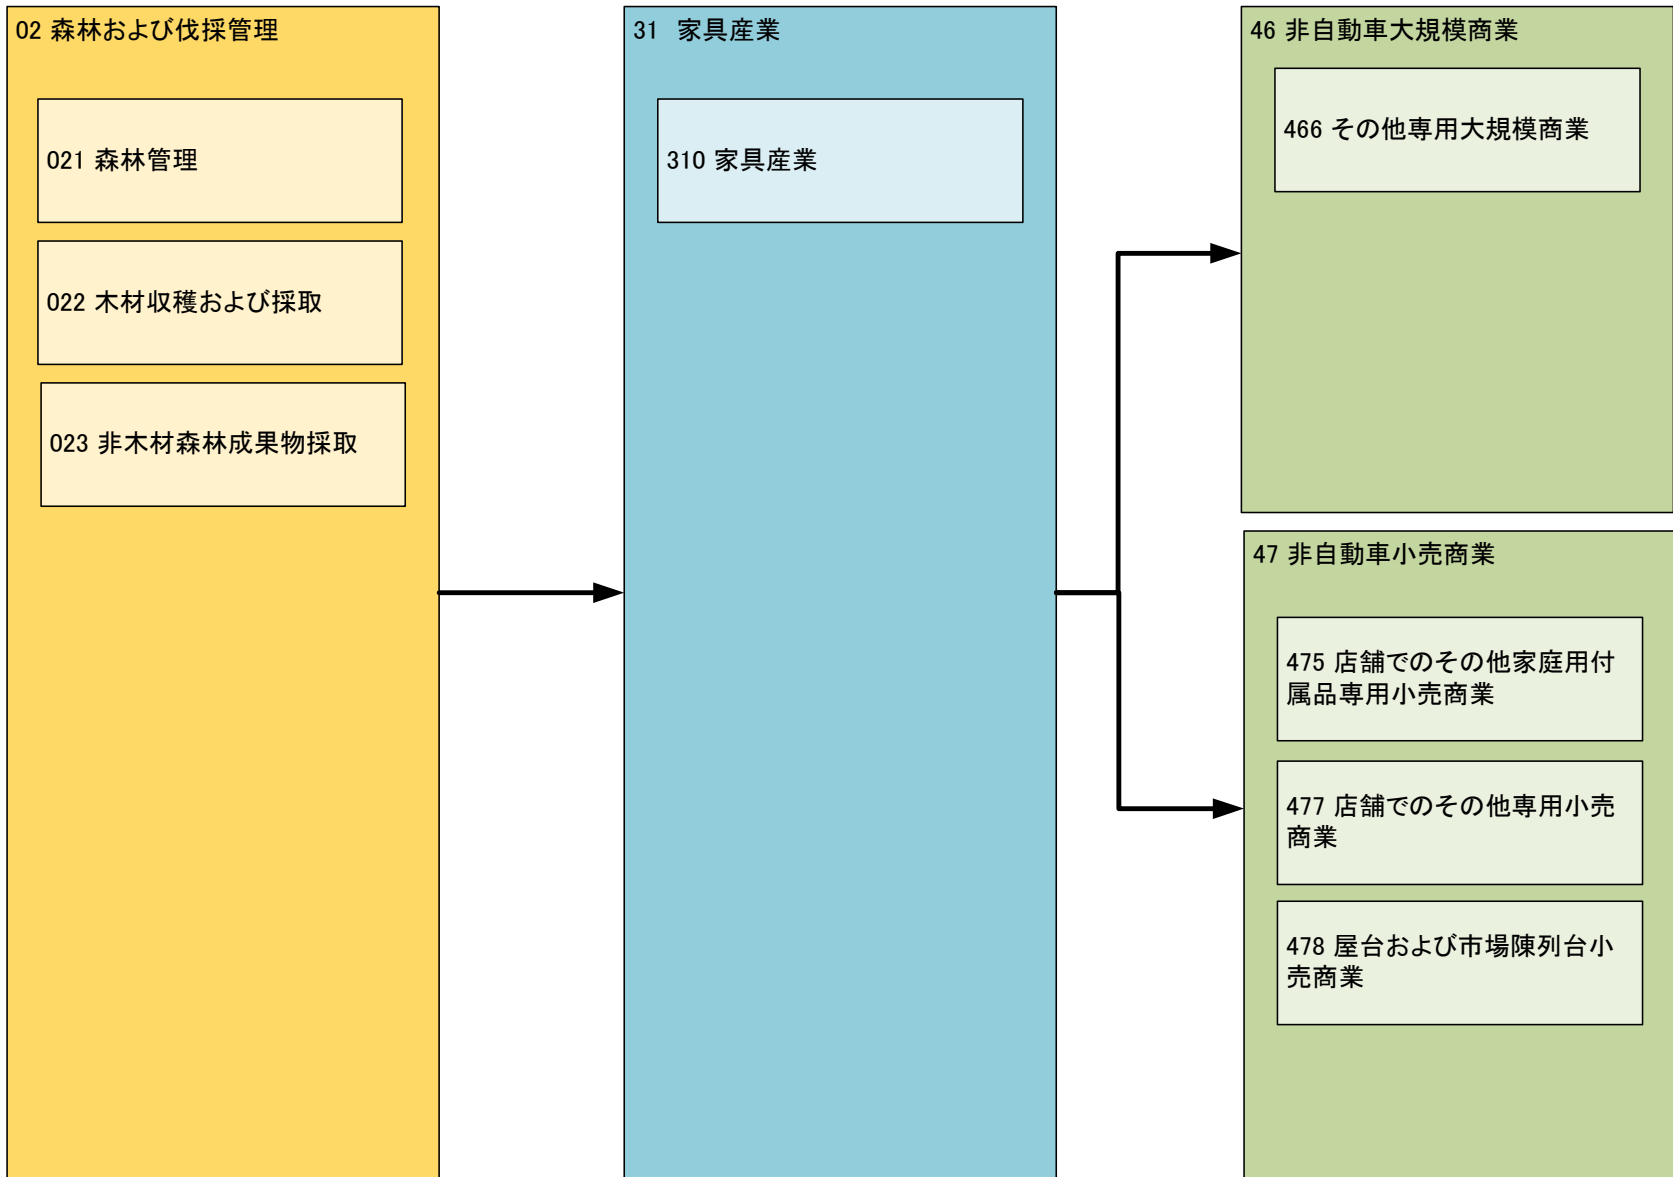 02 森林および伐採管理
021 森林管理
022 木材収穫および採取
023 非木材森林成果物採取
31 家具産業
310 家具産業
46 非自動車大規模商業
466 その他専用大規模商業
47 非自動車小売商業
475 店舗でのその他家庭用付
属品専用小売商業
477 店舗でのその他専用小売
商業
478 屋台および市場陳列台小
売商業